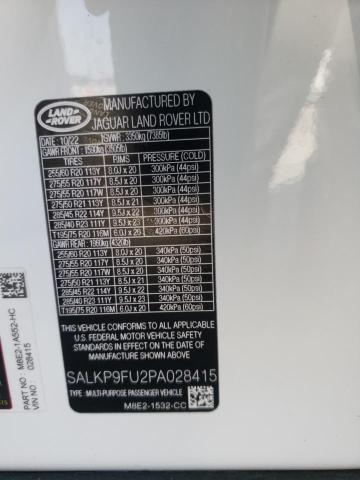 LAND ROVER
MANUFACTURED BY
JAGUAR LAND ROVER LTD
DATE: 10/22 GVWR: 3350kg (7385lb)
GAWR FRONT: 1590kg (3505lb)
TIRES RIMS PRESSURE (COLD)
255/60 R20 113Y 8.0J x 20 300kPa (44psi)
275/55 R20 117Y 8.5J x 20 300kPa (44psi)
275/55 R20 117W 8.5J x 20 300kPa (44psi)
275/50 R21 113Y 8.5J x 21 300kPa (44psi)
285/45 R22 114Y 9.5J x 22 300kPa (44psi)
285/40 R23 111Y 9.5J x 23 300kPa (44psi)
T195/75 R20 116M 6.0J x 20 420kPa (60psi)
GAWR REAR: 1960kg (4320lb)
255/60 R20 113Y 8.0J x 20 340kPa (50psi)
275/55 R20 117Y 8.5J x 20 340kPa (50psi)
275/55 R20 117W 8.5J x 20 340kPa (50psi)
275/50 R21 113Y 8.5J x 21 340kPa (50psi)
285/45 R22 114Y 9.5J x 22 340kPa (50psi)
285/40 R23 111Y 9.5J x 23 340kPa (50psi)
T195/75 R20 116M 6.0J x 20 420kPa (60psi)
THIS VEHICLE CONFORMS TO ALL APPLICABLE
U.S. FEDERAL MOTOR VEHICLE SAFETY
BUMPER, AND THEFT PREVENTION STANDARDS
IN EFFECT ON THE DATE OF MANUFACTURE
SHOWN ABOVE
SALKP9FU2PA028415
TYPE: MULTI-PURPOSE PASSENGER VEHICLE
M8E2-1532-CC
PART NO. M8E2-1A552-HC
VIN 028415